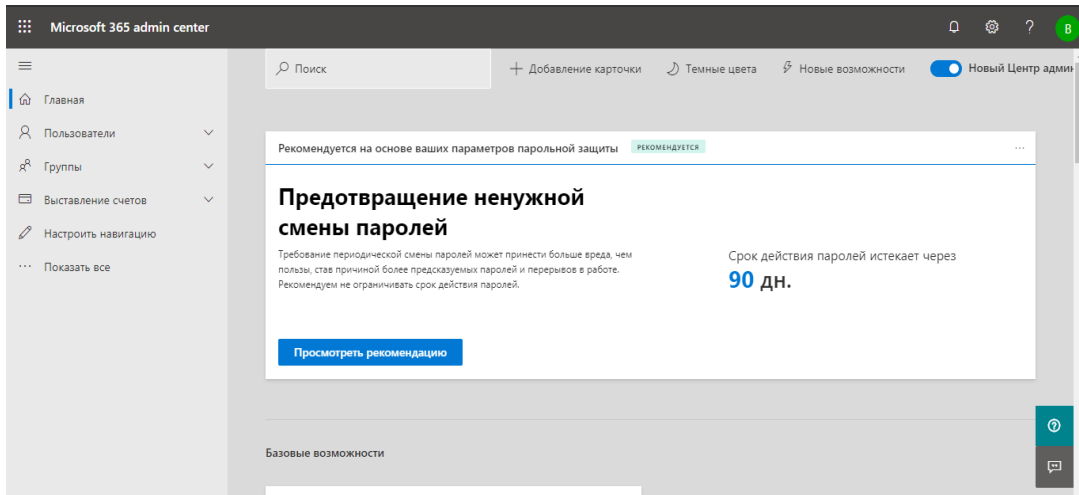 Microsoft 365 admin center
В
Поиск
Добавление карточки
Темные цвета
Новые возможности
Новый Центр админ
Главная
Пользователи
Группы
Выставление счетов
Настроить навигацию
Показать все
Рекомендуется на основе ваших параметров парольной защиты
РЕКОМЕНДУЕТСЯ
Предотвращение ненужной
смены паролей
Требование периодической смены паролей может принести больше вреда, чем
пользы, став причиной более предсказуемых паролей и перерывов в работе.
Рекомендуем не ограничивать срок действия паролей.
Срок действия паролей истекает через
90 дн.
Просмотреть рекомендацию
Базовые возможности